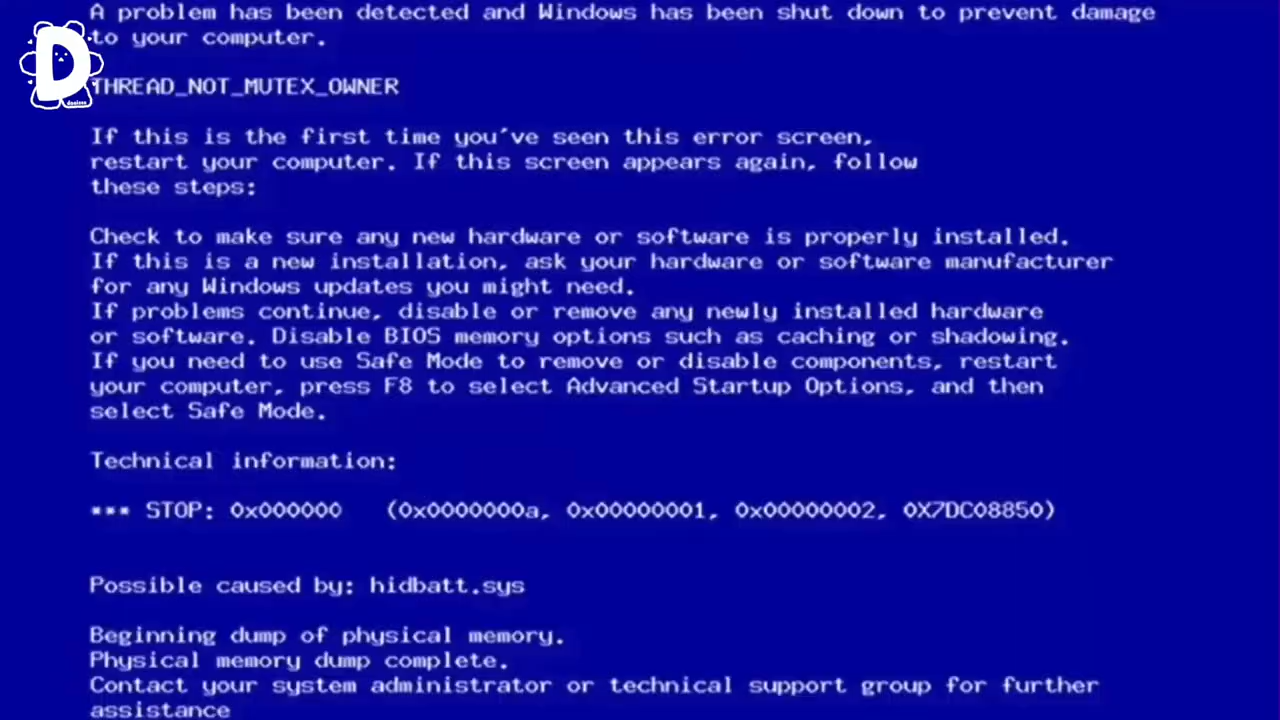 A problem has been detected and Windows has been shut down to prevent damage
to your computer.
D
THREAD_NOT_MUTEX_OWNER
If this is the first time you've seen this error screen,
restart your computer. If this screen appears again, follow
these steps:
Check to make sure any new hardware or software is properly installed.
If this is a new installation, ask your hardware or software manufacturer
for any Windows updates you might need.
If problems continue, disable or remove any newly installed hardware
or software. Disable BIOS memory options such as caching or shadowing.
If you need to use Safe Mode to remove or disable components, restart
your computer, press F8 to select Advanced Startup Options, and then
select Safe Mode.
Technical information:
*** STOP: 0x000000 (0x0000000a, 0x00000001, 0x00000002, 0X7DC08850)
Possible caused by: hidbatt.sys
Beginning dump of physical memory.
Physical memory dump complete.
Contact your system administrator or technical support group for further
assistance